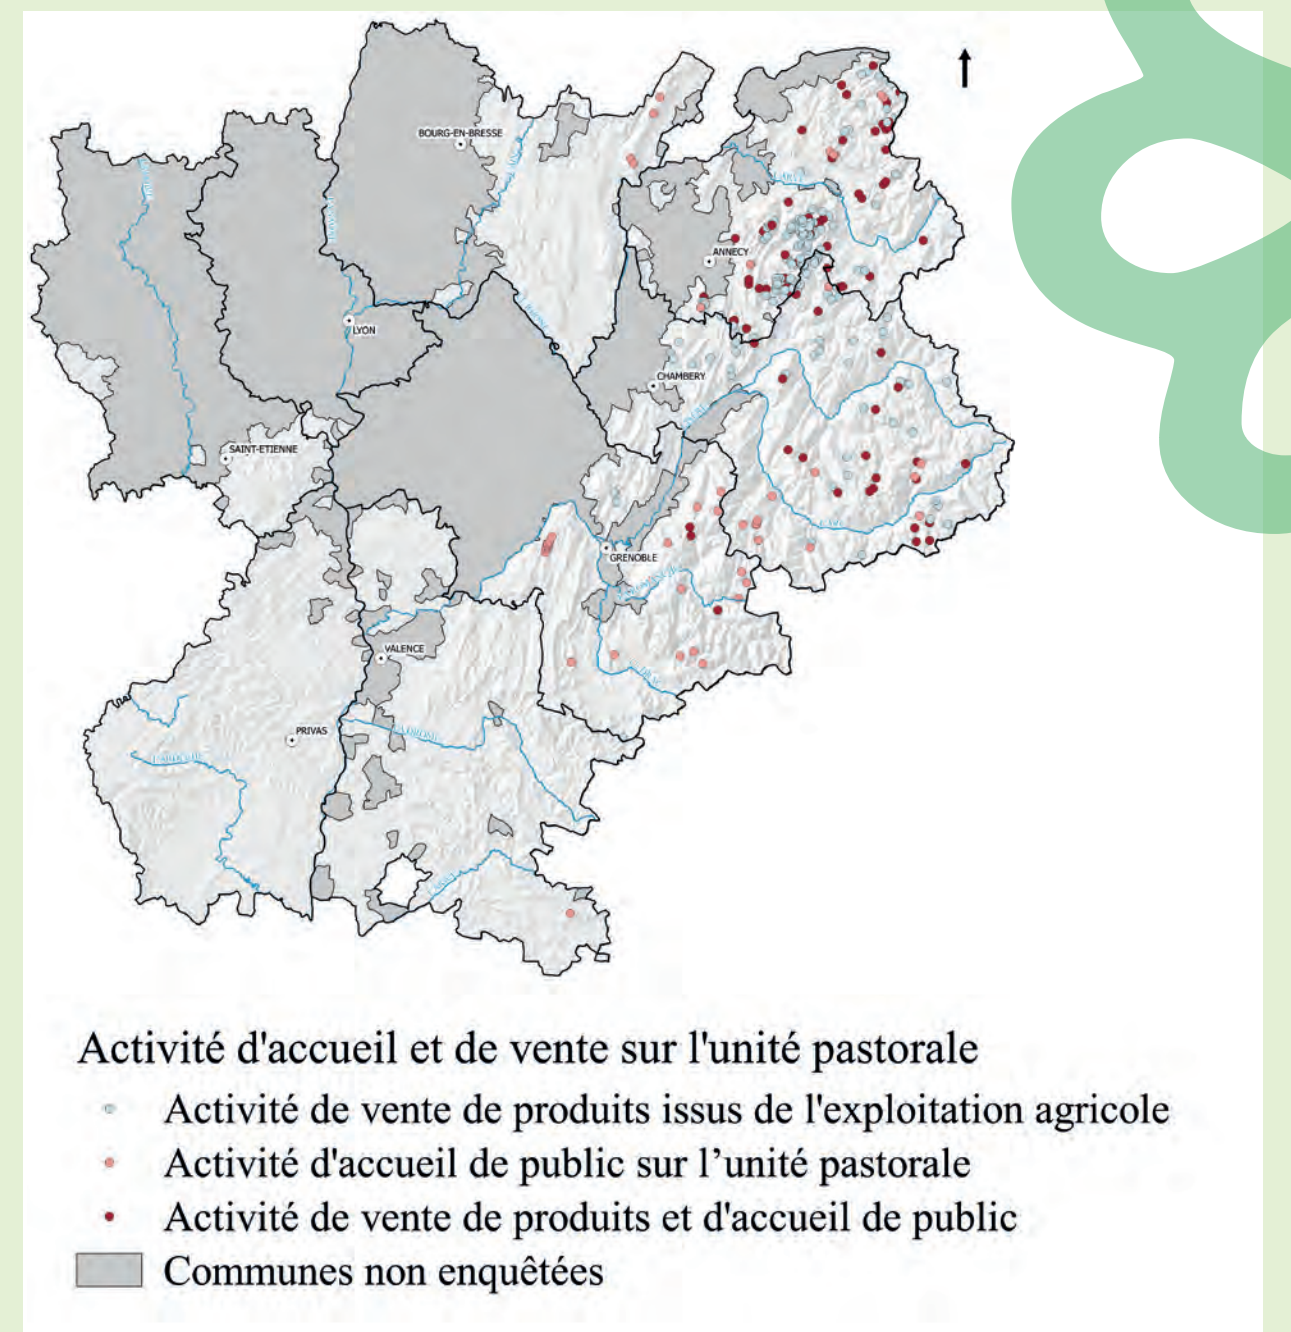 BOURG-EN-BRESSE
ANNECY
LYON
CHAMBERY
SAINT-ETIENNE
GRENOBLE
VALENCE
PRIVAS
Activité d'accueil et de vente sur l'unité pastorale
Activité de vente de produits issus de l'exploitation agricole
Activité d'accueil de public sur l’unité pastorale
Activité de vente de produits et d'accueil de public
Communes non enquêtées